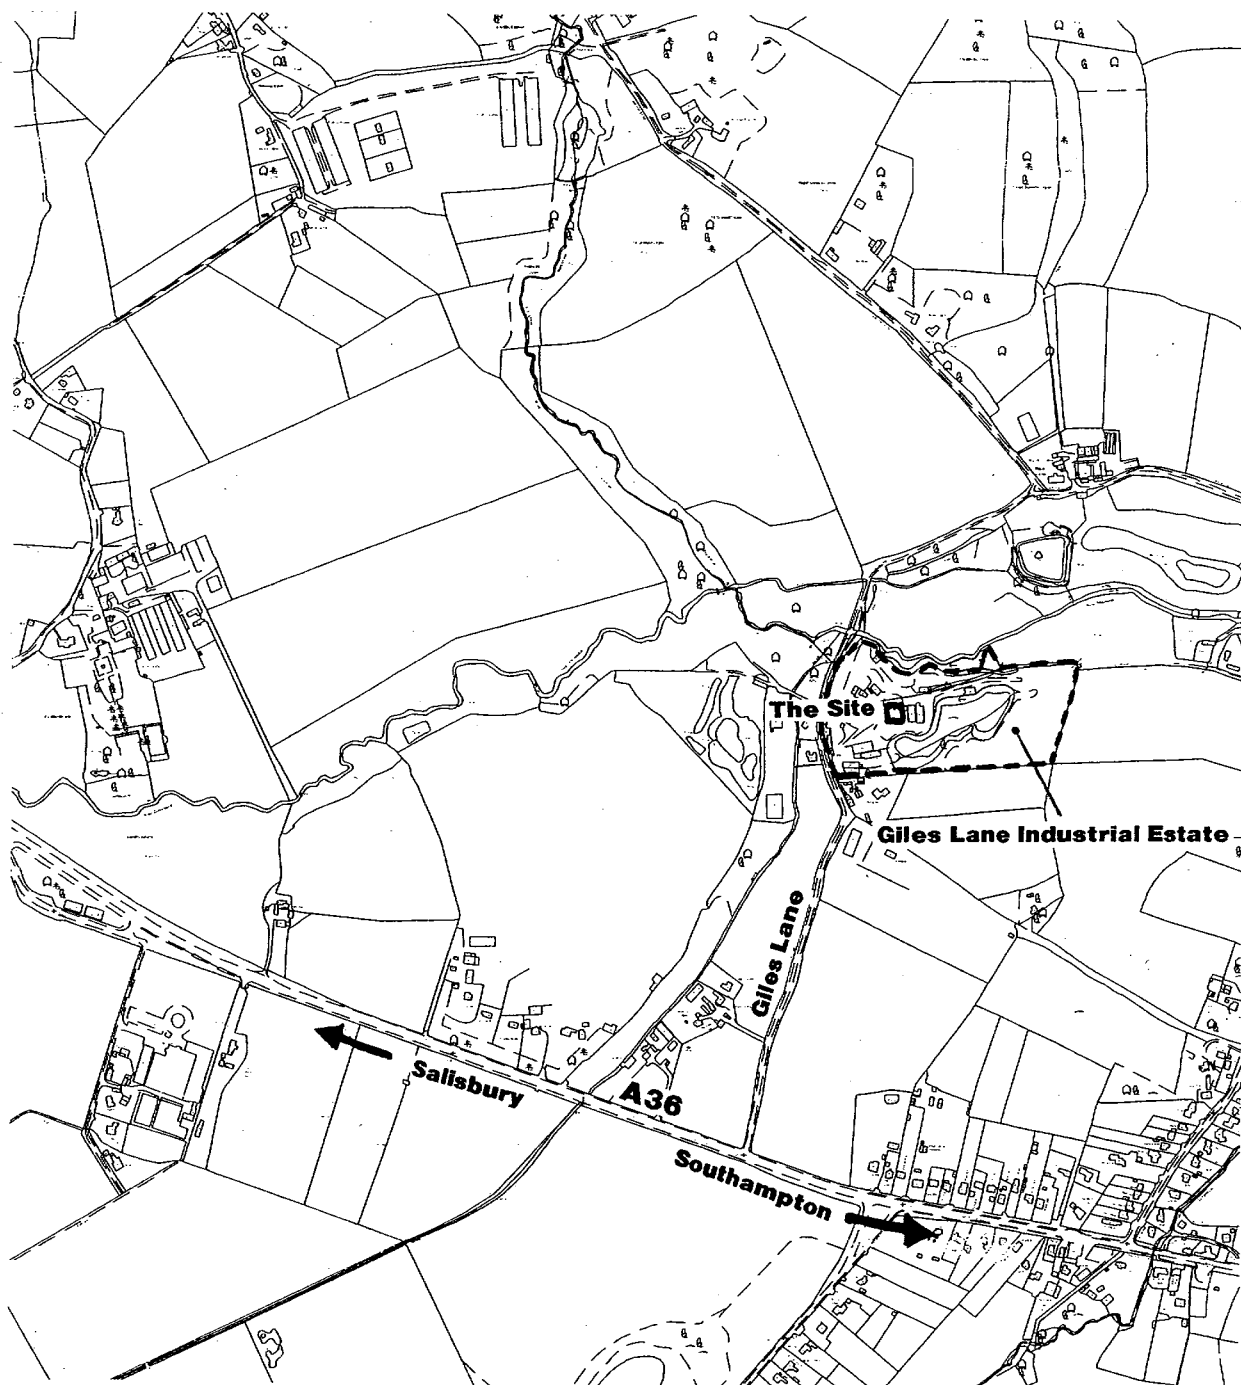 The Site
Giles Lane Industrial Estate
Giles Lane
Salisbury
A36
Southampton